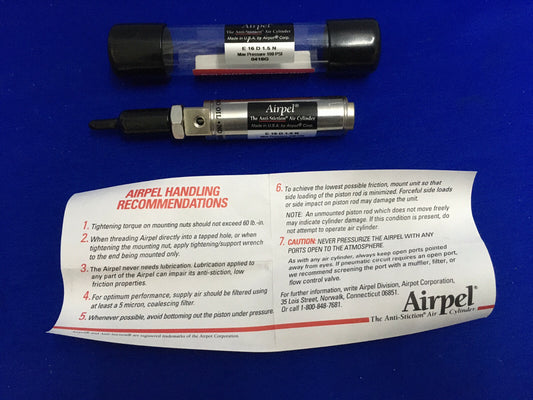 Airpel
The Anti-Stiction® Air Cylinder
Made in U.S.A. by Airpot® Corp.
E 16 D 1.5 N
Max Pressure 100 PSI
0418G
NO OIL
Airpel®
The Anti-Stiction® Air Cylinder
Made in U.S.A. by Airpot® Corp.
E 16 D 1.5 N
AIRPEL HANDLING
RECOMMENDATIONS
1. Tightening torque on mounting nuts should not exceed 60 lb.-in.
2. When threading Airpel directly into a tapped hole, or when
tightening the mounting nut, apply tightening/support wrench
to the end being mounted only.
3. The Airpel never needs lubrication. Lubrication applied to
any part of the Airpel can impair its anti-stiction, low
friction properties.
4. For optimum performance, supply air should be filtered using
at least a 5 micron, coalescing filter.
5. Whenever possible, avoid bottoming out the piston under pressure.
are registered trademarks of the Airpot Corporation.
6. To achieve the lowest possible friction, mount unit so that
side loading of the piston rod is minimized. Forceful side loads
or side impact on piston rod may damage the unit.
NOTE: An unmounted piston rod which does not move freely
may indicate cylinder damage. If this condition is present, do
not attempt to operate air cylinder.
7. CAUTION: NEVER PRESSURIZE THE AIRPEL WITH ANY
PORTS OPEN TO THE ATMOSPHERE.
As with any air cylinder, always keep open ports pointed
away from eyes. If pneumatic circuit requires an open port,
we recommend screening the port with a muffler, filter, or
flow control valve.
For further information, write Airpel Division, Airpot Corporation,
35 Lois Street, Norwalk, Connecticut 06851.
Or call 1-800-848-7681.
Airpel®
The Anti-Stiction® Air Cylinder